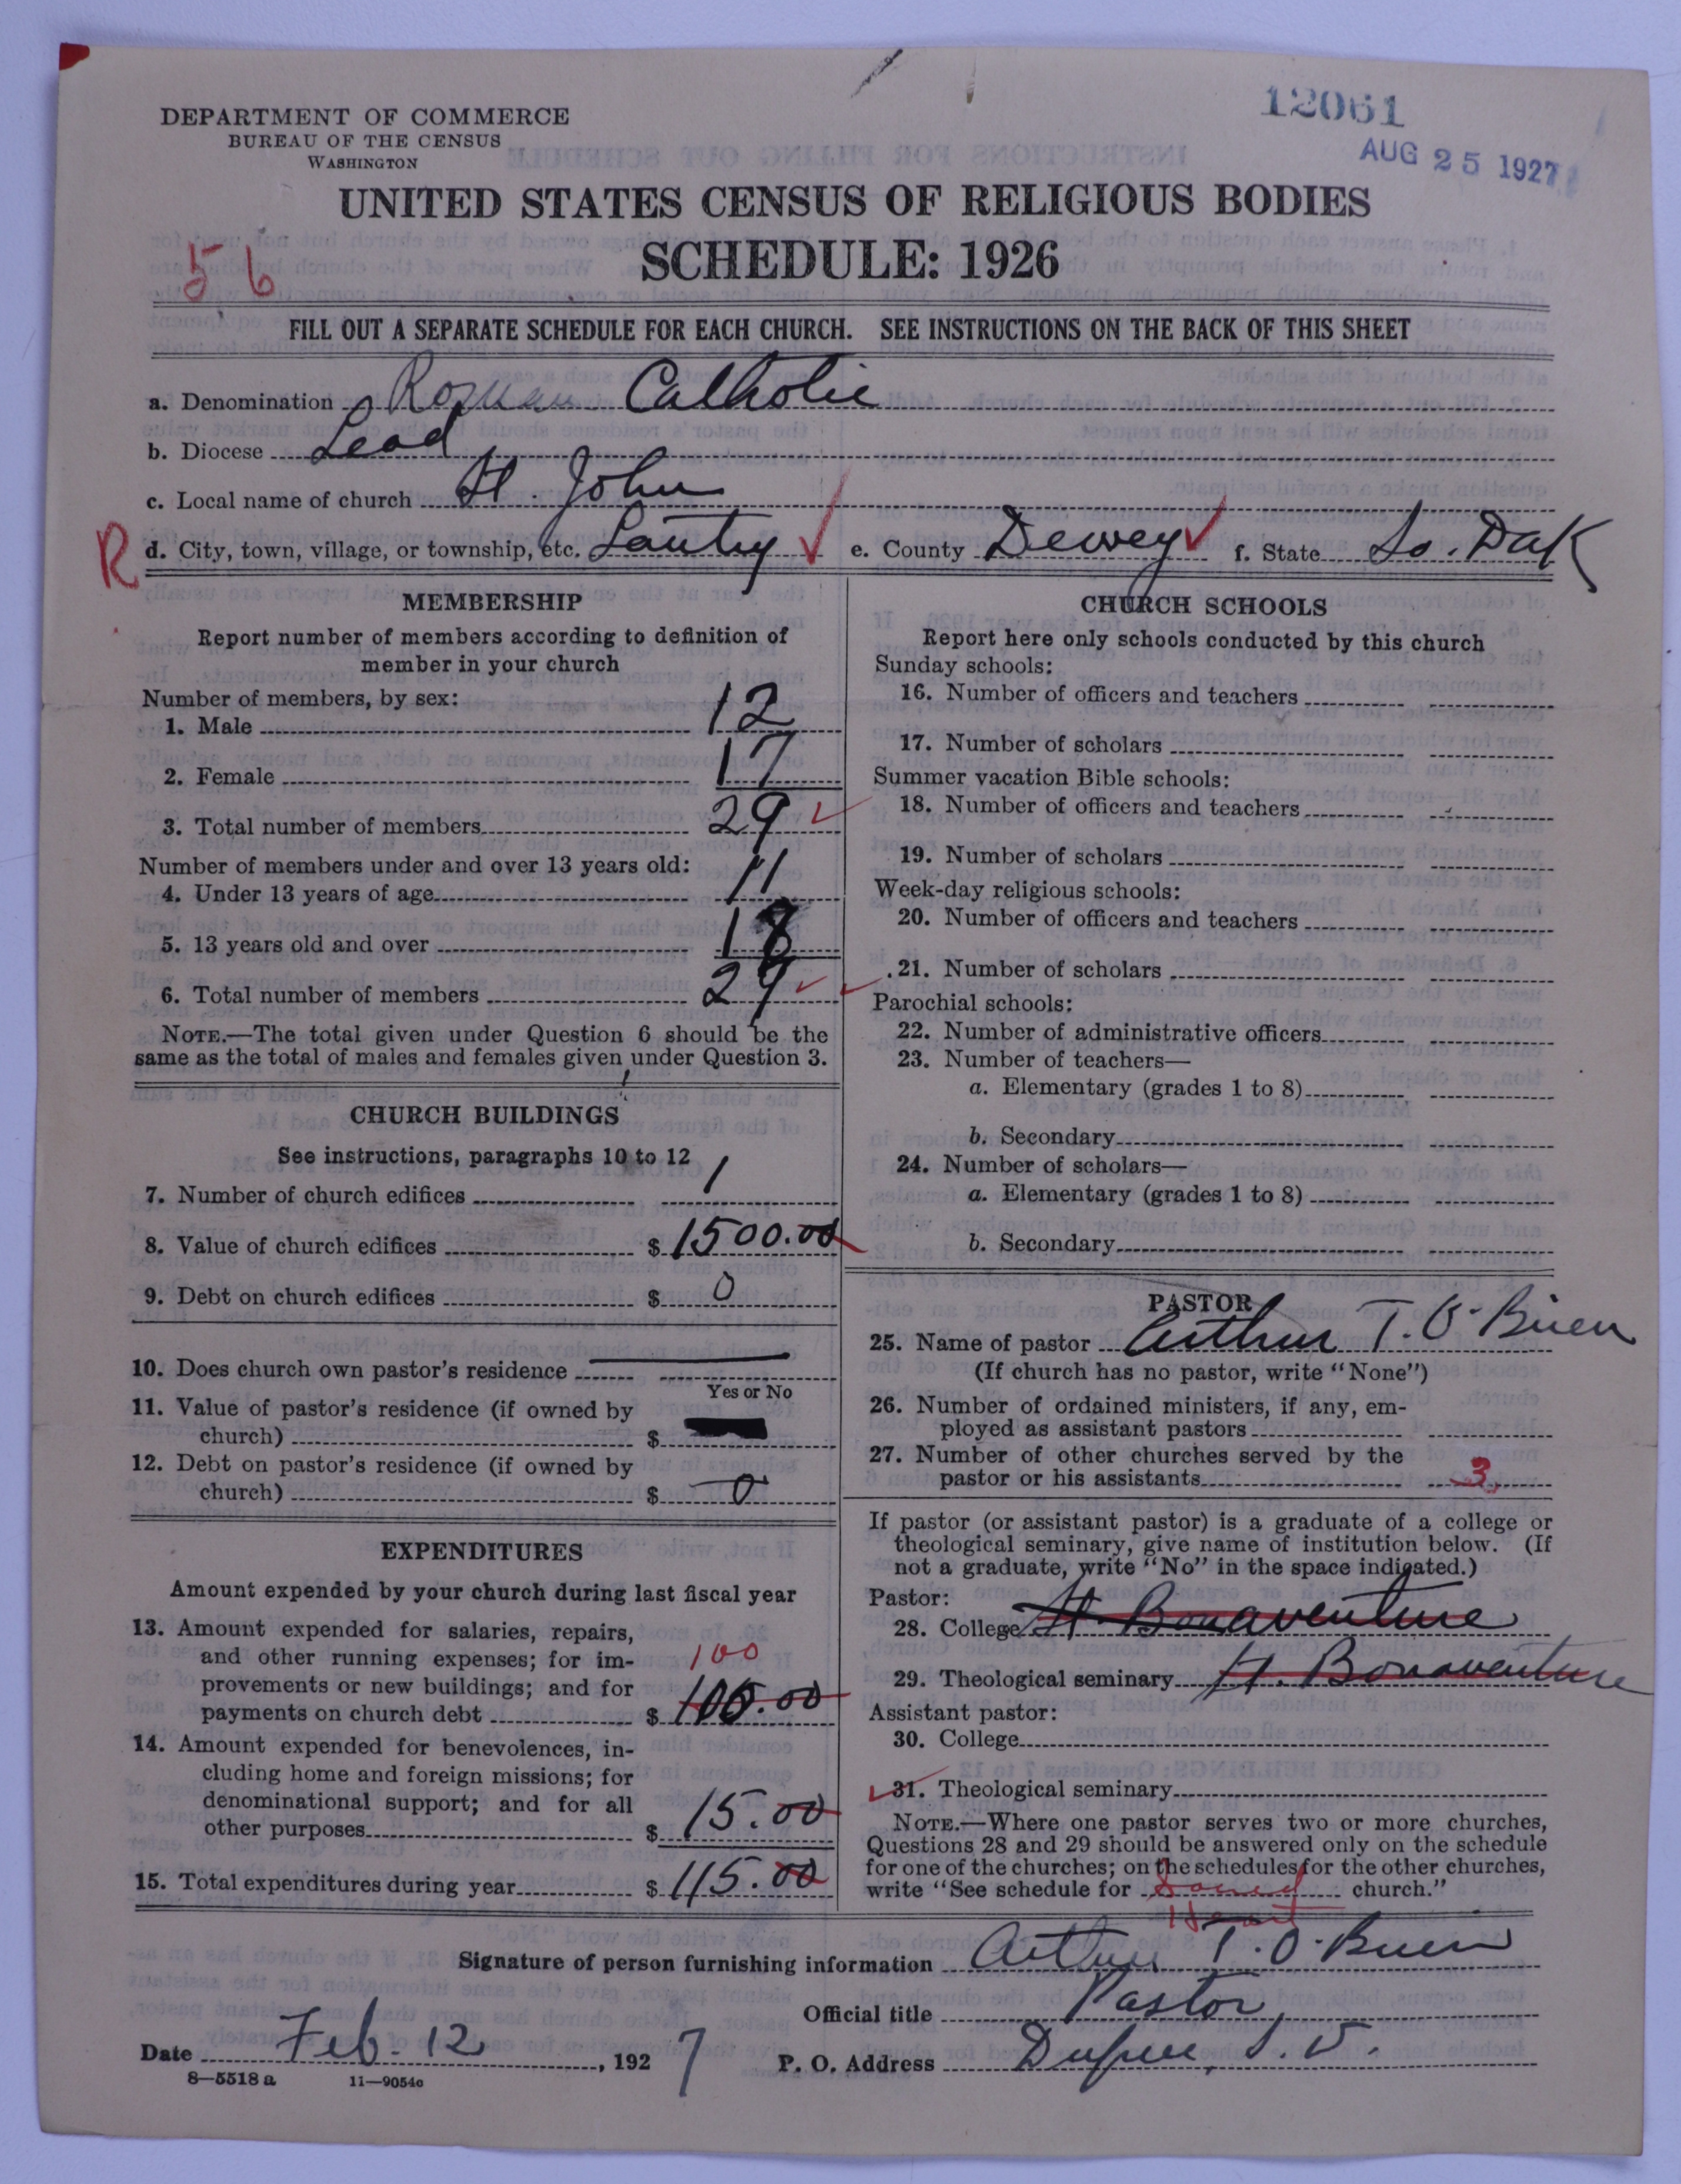 12061
AUG 25 1927
DEPARTMENT OF COMMERCE
BUREAU OF THE CENSUS
WASHINGTON
UNITED STATES CENSUS OF RELIGIOUS BODIES
SCHEDULE: 1926
56
FILL OUT A SEPARATE SCHEDULE FOR EACH CHURCH. SEE INSTRUCTIONS ON THE BACK OF THIS SHEET
a. Denomination Roman Catholic
b. Diocese Lead
c. Local name of church St. John
R d. City, town, village, or township, etc. Lantry e. County Dewey f. State So. Dak
MEMBERSHIP
Report number of members according to definition of
member in your church
Number of members, by sex:
1. Male 12
2. Female 17
3. Total number of members 29
Number of members under and over 13 years old:
4. Under 13 years of age 11
5. 13 years old and over 18
6. Total number of members 29
NOTE.—The total given under Question 6 should be the
same as the total of males and females given under Question 3.
CHURCH BUILDINGS
See instructions, paragraphs 10 to 12
7. Number of church edifices 1
8. Value of church edifices $ 1500.00
9. Debt on church edifices $ 0
10. Does church own pastor's residence
Yes or No
11. Value of pastor's residence (if owned by
church) $
12. Debt on pastor's residence (if owned by
church) $ 0
EXPENDITURES
Amount expended by your church during last fiscal year
13. Amount expended for salaries, repairs,
and other running expenses; for im-
100
provements or new buildings; and for
payments on church debt $ 100.00
14. Amount expended for benevolences, in-
cluding home and foreign missions; for
denominational support; and for all
other purposes $ 15.00
15. Total expenditures during year $ 115.00
CHURCH SCHOOLS
Report here only schools conducted by this church
Sunday schools:
16. Number of officers and teachers
17. Number of scholars
Summer vacation Bible schools:
18. Number of officers and teachers
19. Number of scholars
Week-day religious schools:
20. Number of officers and teachers
21. Number of scholars
Parochial schools:
22. Number of administrative officers
23. Number of teachers—
a. Elementary (grades 1 to 8)
b. Secondary
24. Number of scholars—
a. Elementary (grades 1 to 8)
b. Secondary
PASTOR
25. Name of pastor Arthur T. O'Brien
(If church has no pastor, write "None")
26. Number of ordained ministers, if any, em-
ployed as assistant pastors
27. Number of other churches served by the
pastor or his assistants 3
If pastor (or assistant pastor) is a graduate of a college or
theological seminary, give name of institution below. (If
not a graduate, write "No" in the space indicated.)
Pastor:
28. College St. Bonaventure
29. Theological seminary St. Bonaventure
Assistant pastor:
30. College
31. Theological seminary
NOTE.—Where one pastor serves two or more churches,
Questions 28 and 29 should be answered only on the schedule
for one of the churches; on the schedules for the other churches,
write "See schedule for Sacred church."
Heart
Signature of person furnishing information Arthur T. O'Brien
Official title Pastor
Date Feb. 12, 1927 P. O. Address Dupree, S. D.
8—5518 a 11—9054c